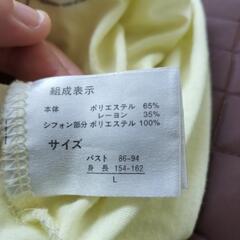 組成表示
本体 ポリエステル 65%
レーヨン 35%
シフォン部分 ポリエステル 100%
サイズ
バスト 86-94
身長 154-162
L